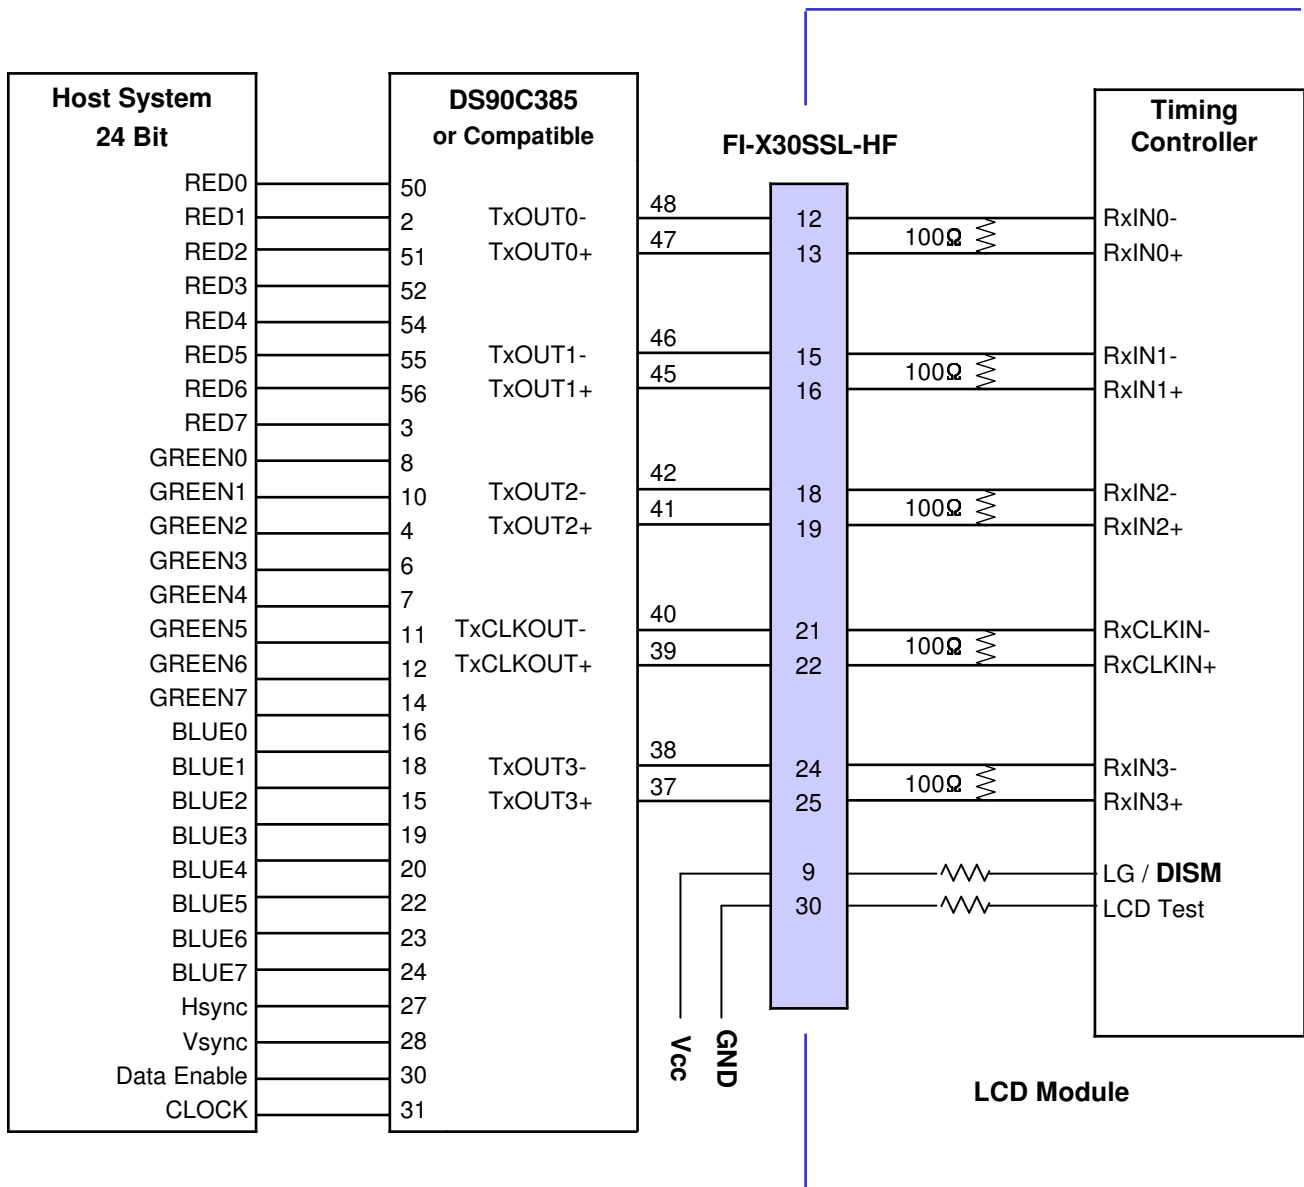 Host System
24 Bit
RED0
RED1
RED2
RED3
RED4
RED5
RED6
RED7
GREEN0
GREEN1
GREEN2
GREEN3
GREEN4
GREEN5
GREEN6
GREEN7
BLUE0
BLUE1
BLUE2
BLUE3
BLUE4
BLUE5
BLUE6
BLUE7
Hsync
Vsync
Data Enable
CLOCK
DS90C385
or Compatible
50
2
51
52
54
55
56
3
8
10
4
6
7
11
12
14
16
18
15
19
20
22
23
24
27
28
30
31
TxOUT0-
TxOUT0+
TxOUT1-
TxOUT1+
TxOUT2-
TxOUT2+
TxCLKOUT-
TxCLKOUT+
TxOUT3-
TxOUT3+
48
47
46
45
42
41
40
39
38
37
Vcc
GND
FI-X30SSL-HF
12
13
15
16
18
19
21
22
24
25
9
30
100Ω
100Ω
100Ω
100Ω
100Ω
Timing
Controller
RxIN0-
RxIN0+
RxIN1-
RxIN1+
RxIN2-
RxIN2+
RxCLKIN-
RxCLKIN+
RxIN3-
RxIN3+
LG / DISM
LCD Test
LCD Module